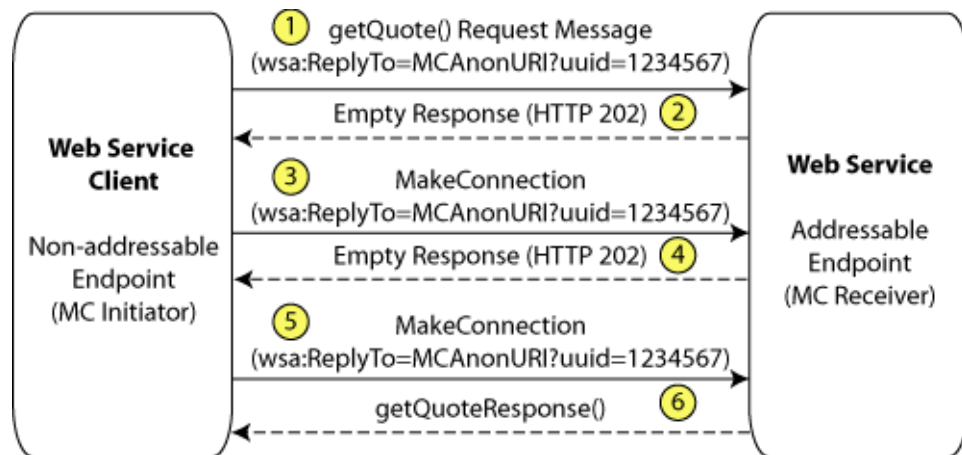 1
getQuote() Request Message
(wsa:ReplyTo=MCAnonURI?uuid=1234567)
Empty Response (HTTP 202)
2
Web Service
Client
Non-addressable
Endpoint
(MC Initiator)
3
MakeConnection
(wsa:ReplyTo=MCAnonURI?uuid=1234567)
Empty Response (HTTP 202)
4
Web Service
Addressable
Endpoint
(MC Receiver)
5
MakeConnection
(wsa:ReplyTo=MCAnonURI?uuid=1234567)
getQuoteResponse()
6